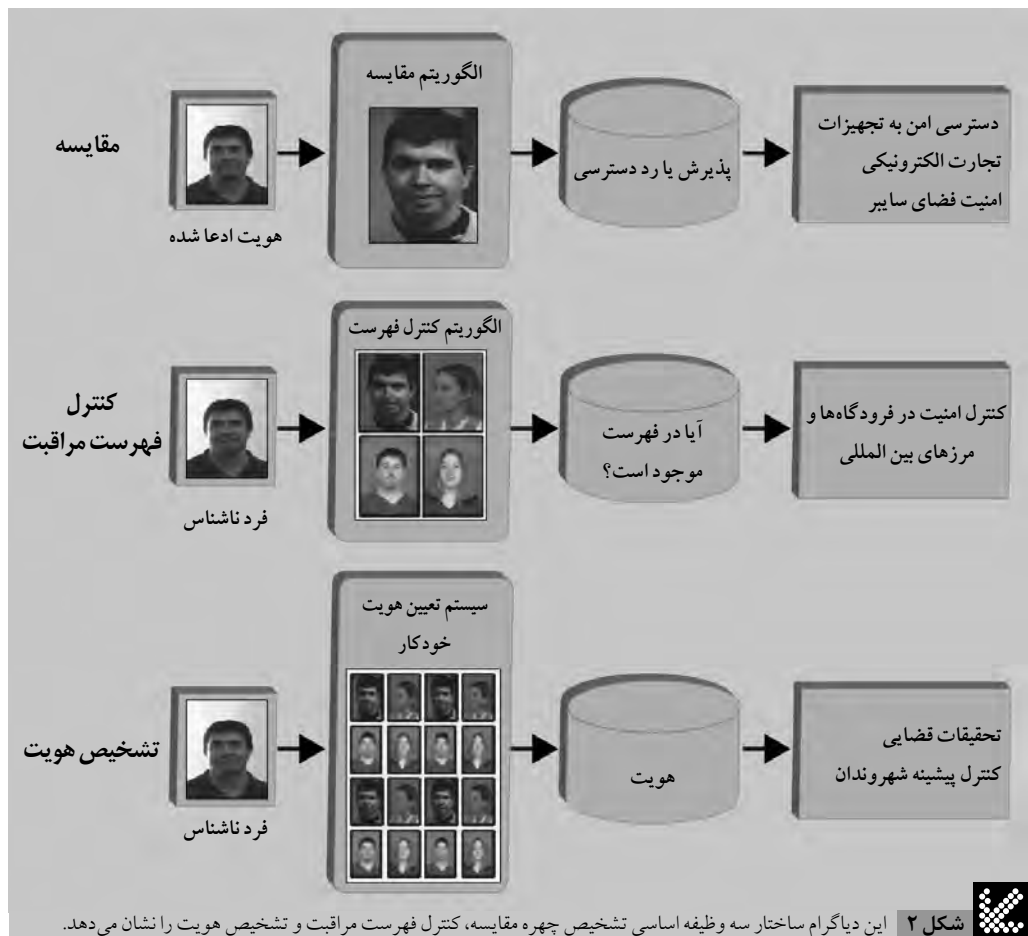 مقایسه
هویت ادعا شده
الگوریتم مقایسه
پذیرش یا رد دسترسی
دسترسی امن به تجهیزات
تجارت الکترونیکی
امنیت فضای سایبر
کنترل
فهرست مراقبت
فرد ناشناس
الگوریتم کنترل فهرست
آیا در فهرست
موجود است؟
کنترل امنیت در فرودگاه‌ها و
مرزهای بین المللی
تشخیص هویت
فرد ناشناس
سیستم تعیین هویت
خودکار
هویت
تحقیقات قضایی
کنترل پیشینه شهروندان
شکل ۲ این دیاگرام ساختار سه وظیفه اساسی تشخیص چهره مقایسه، کنترل فهرست مراقبت و تشخیص هویت را نشان می‌دهد.